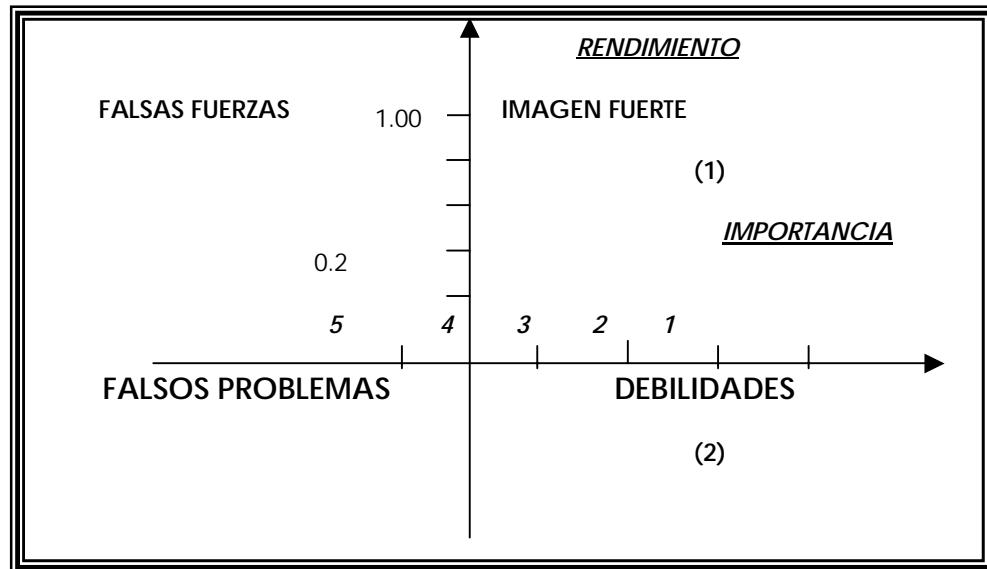 RENDIMIENTO
FALSAS FUERZAS 1.00 IMAGEN FUERTE
(1)
IMPORTANCIA
0.2
5 4 3 2 1
FALSOS PROBLEMAS DEBILIDADES
(2)